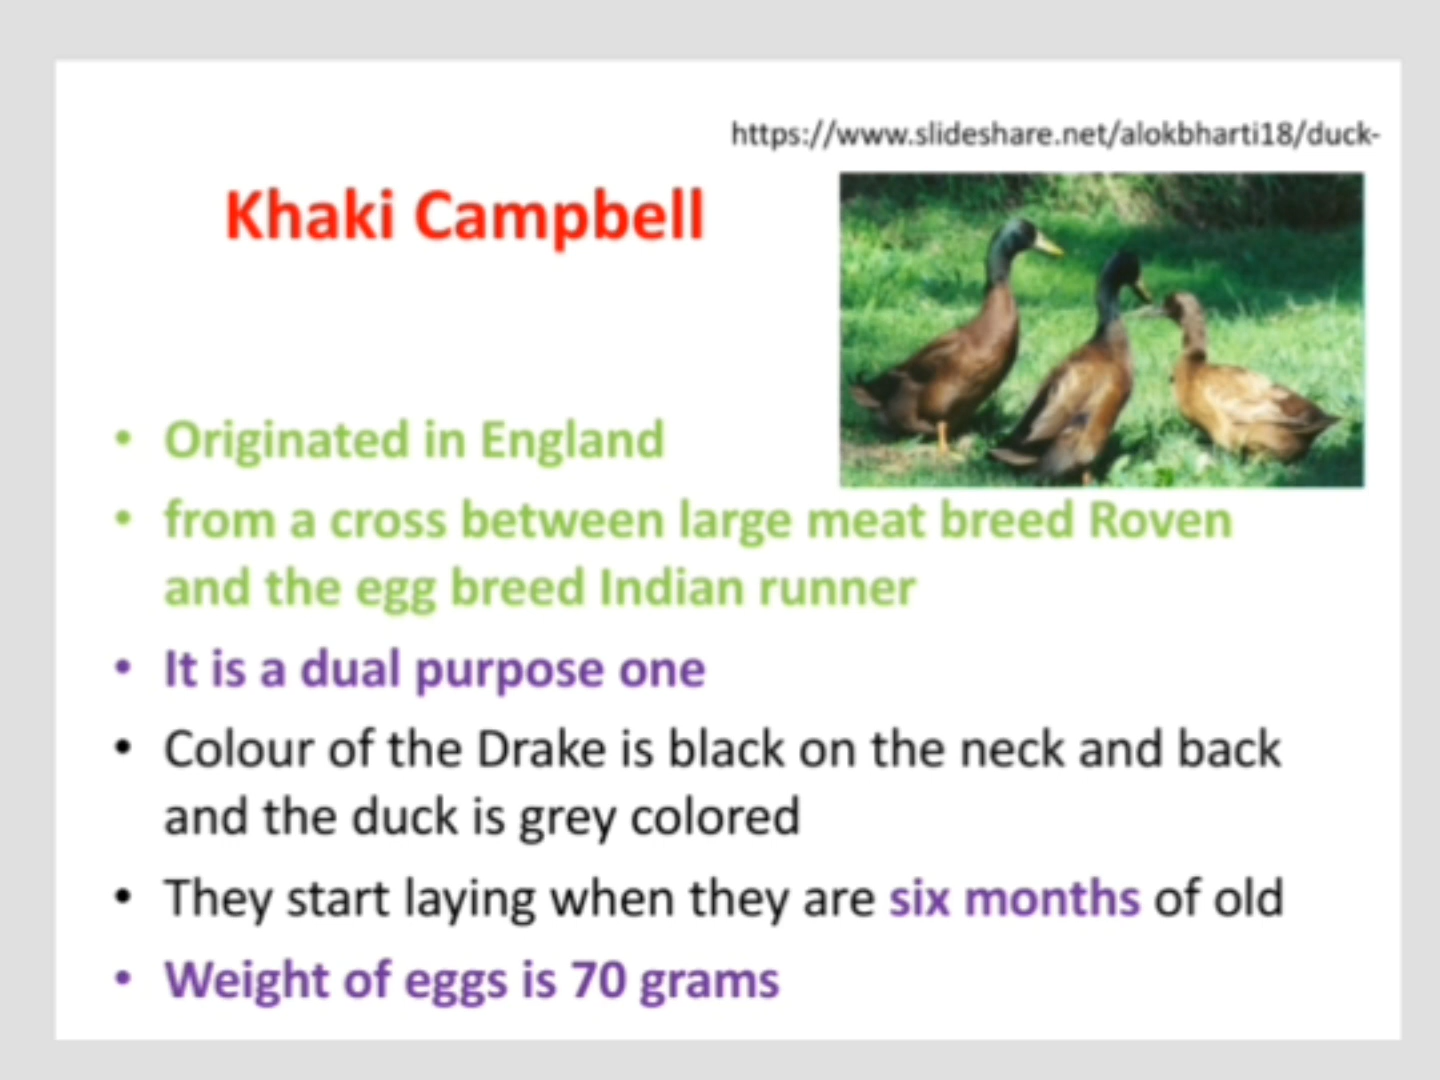 https://www.slideshare.net/alokbharti18/duck-
Khaki Campbell
• Originated in England
• from a cross between large meat breed Roven
and the egg breed Indian runner
• It is a dual purpose one
• Colour of the Drake is black on the neck and back
and the duck is grey colored
• They start laying when they are six months of old
• Weight of eggs is 70 grams